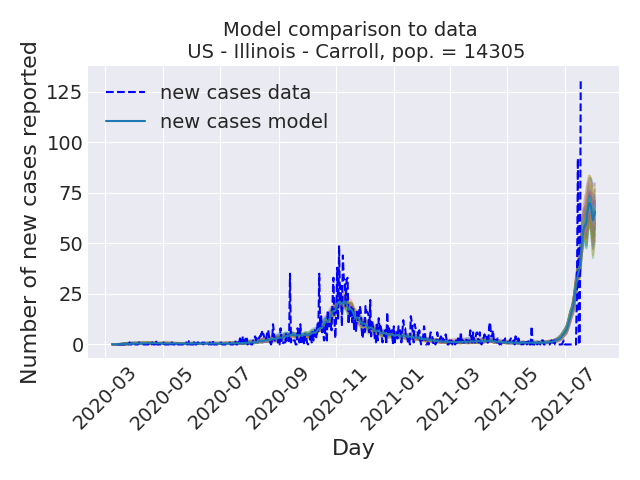 Model comparison to data
US - Illinois - Carroll, pop. = 14305
Number of new cases reported
125
100
75
50
25
0
new cases data
new cases model
2020-03
2020-05
2020-07
2020-09
2020-11
2021-01
2021-03
2021-05
2021-07
Day